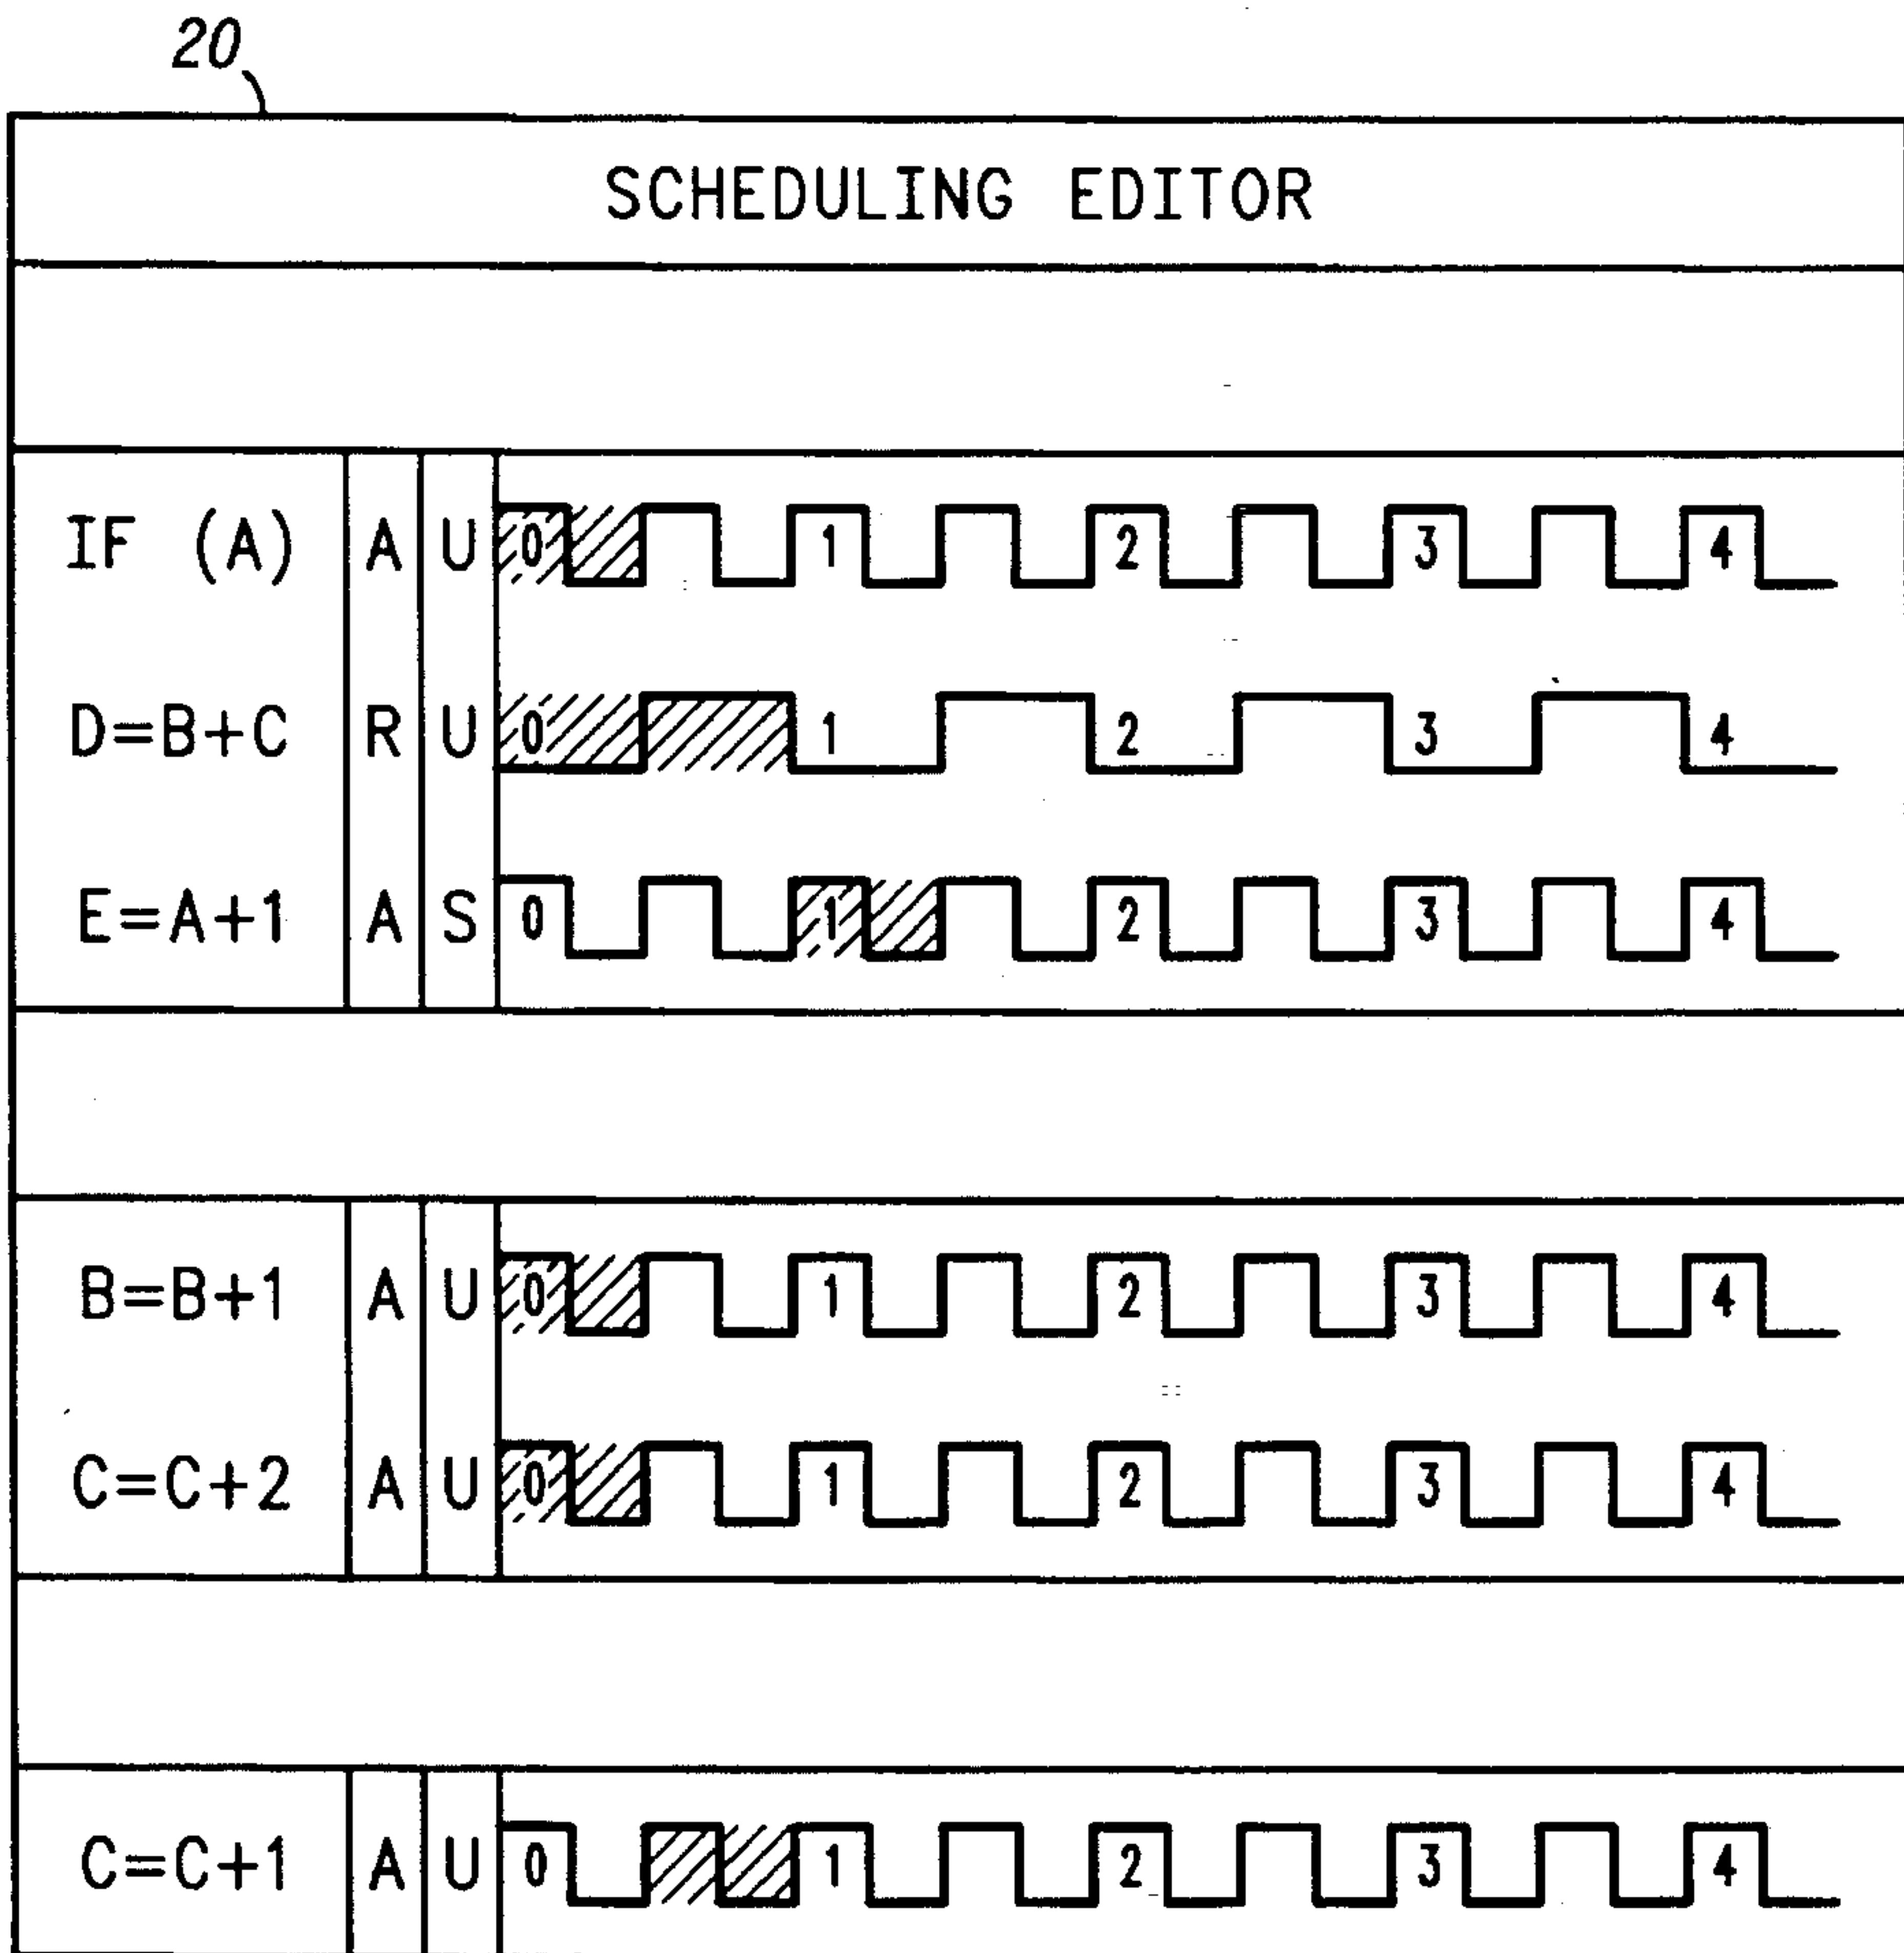 20
SCHEDULING EDITOR
IF (A) A U 0 1 2 3 4
D=B+C R U 0 1 2 3 4
E=A+1 A S 0 1 2 3 4
B=B+1 A U 0 1 2 3 4
C=C+2 A U 0 1 2 3 4
C=C+1 A U 0 1 2 3 4